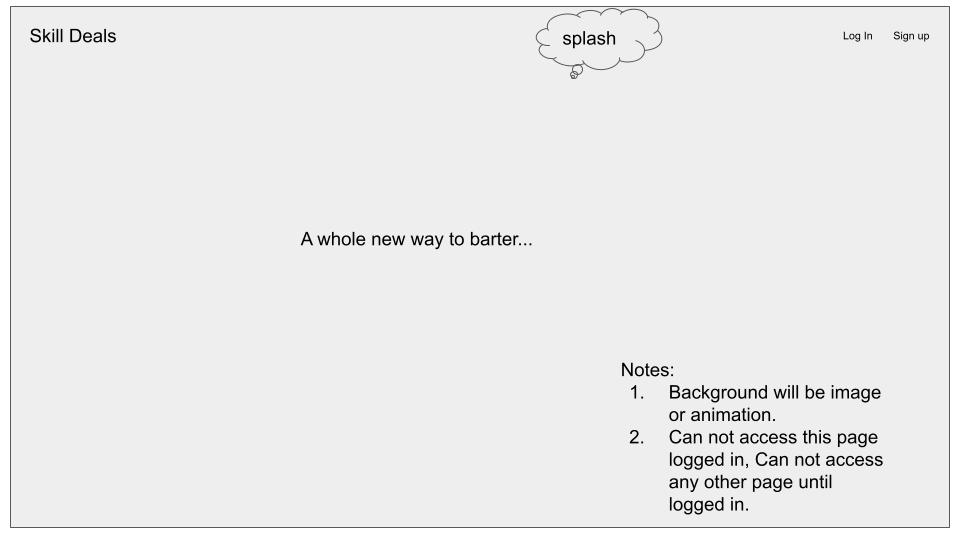 Skill Deals
splash
Log In
Sign up
A whole new way to barter...
Notes:
1. Background will be image
or animation.
2. Can not access this page
logged in, Can not access
any other page until
logged in.